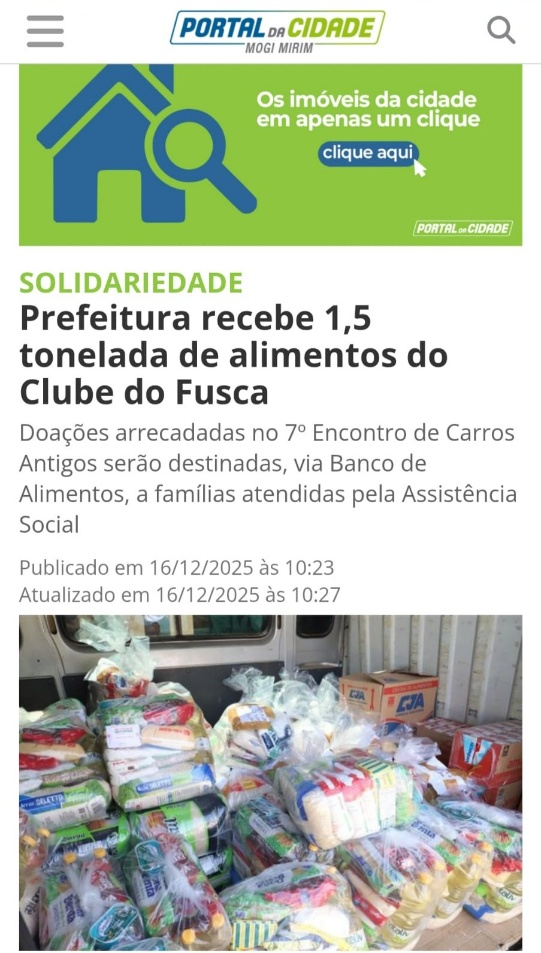 PORTAL DA CIDADE
MOGI MIRIM
Os imóveis da cidade
em apenas um clique
clique aqui
PORTAL DA CIDADE
SOLIDARIEDADE
Prefeitura recebe 1,5
tonelada de alimentos do
Clube do Fusca
Doações arrecadadas no 7º Encontro de Carros
Antigos serão destinadas, via Banco de
Alimentos, a famílias atendidas pela Assistência
Social
Publicado em 16/12/2025 às 10:23
Atualizado em 16/12/2025 às 10:27
CJA